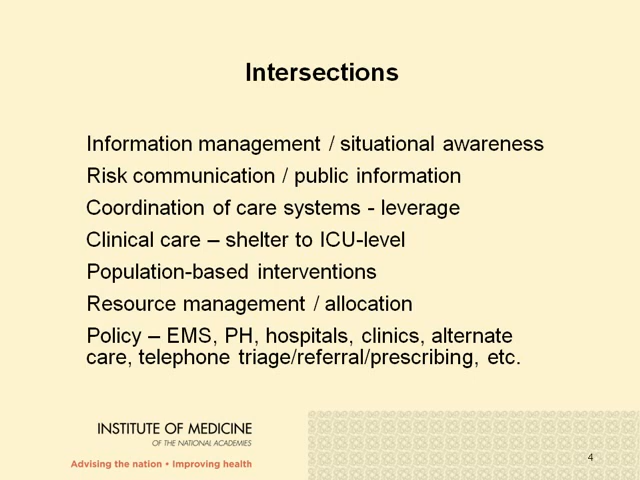 Intersections
Information management / situational awareness
Risk communication / public information
Coordination of care systems - leverage
Clinical care – shelter to ICU-level
Population-based interventions
Resource management / allocation
Policy – EMS, PH, hospitals, clinics, alternate
care, telephone triage/referral/prescribing, etc.
INSTITUTE OF MEDICINE
OF THE NATIONAL ACADEMIES
Advising the nation • Improving health
4